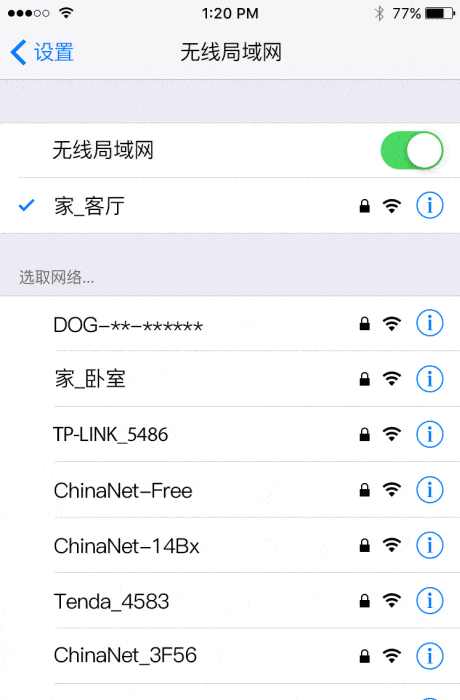 1:20 PM 77%
设置 无线局域网
无线局域网
家_客厅
选取网络...
DOG-**-******
家_卧室
TP-LINK_5486
ChinaNet-Free
ChinaNet-14Bx
Tenda_4583
ChinaNet_3F56